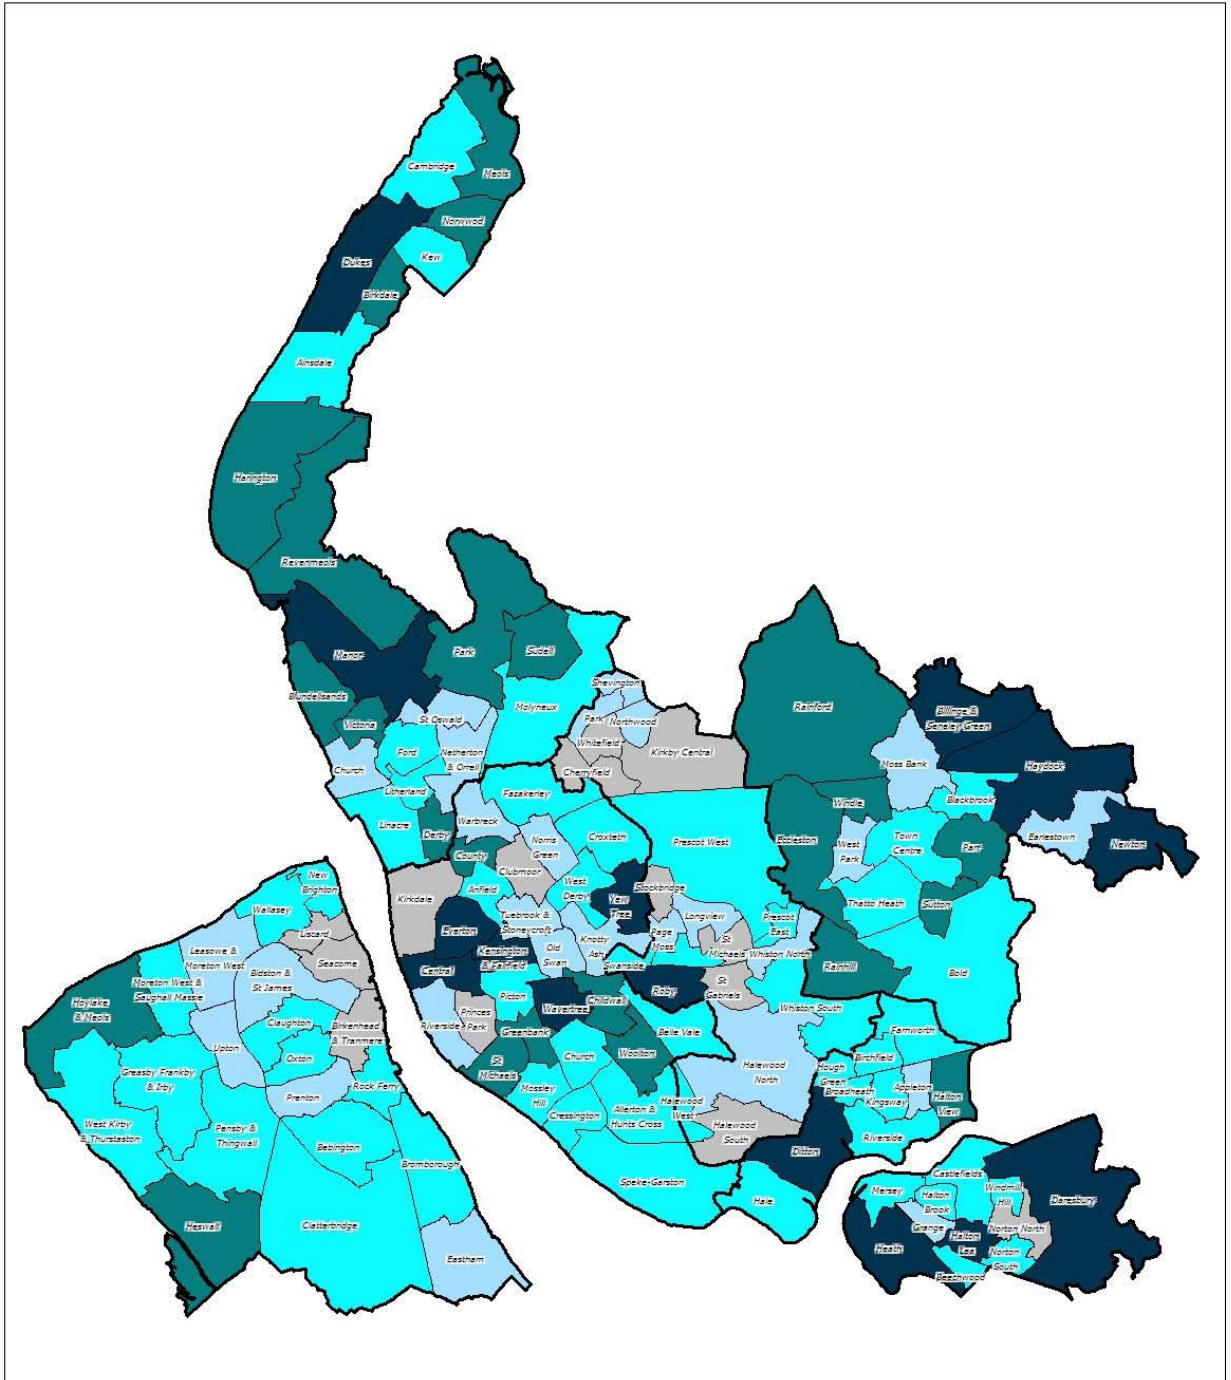 Cambridge
Meols
Norwwod
Dukes
Kew
Birkdale
Ainsdale
Harington
Revenmeols
Manor
Park
Sudell
Blundellsands
Victoria
St Oswald
Molyneux
Shevington
Park
Northwood
Whitefield
Kirkby Central
Cherryfield
Ford
Netherton
& Orrell
Church
Litherland
Linacre
Derby
Rainford
Billinge &
Seneley Green
Moss Bank
Haydock
Blackbrook
Windle
Earlestown
Newton
Eccleston
West
Park
Town
Centre
Parr
Thatto Heath
Sutton
Rainhill
Bold
Fazakerley
Warbreck
Norris
Green
Croxteth
County
Clubmoor
Prescot West
Anfield
West
Derby
Yew
Tree
Stockbridge
Kirkdale
Tuebrook &
Stoneycroft
Everton
Kensington
& Fairfield
Old
Swan
Knotty
Ash
Page
Moss
Longview
St
Michaels
Prescot
East
Whiston North
Swanside
Central
Picton
Wavertree
Childwall
Roby
St
Gabriels
Riverside
Princes
Park
Greenbank
Belle Vale
Whiston South
St
Michaels
Church
Woolton
Mossley
Hill
Cressington
Allerton &
Hunts Cross
Halewood
West
Halewood
North
Halewood
South
Speke-Garston
Hale
Ditton
Farnworth
Birchfield
Hough
Green
Broadheath
Appleton
Kingsway
Halton
View
Riverside
Castlefields
Mersey
Halton
Brook
Windmill
Hill
Daresbury
Grange
Norton North
Halton
Lea
Heath
Norton
South
Beechwood
New
Brighton
Wallasey
Liscard
Seacome
Leasowe &
Moreton West
Bidston &
St James
Moreton West &
Saughall Massie
Hoylake
& Meols
Claughton
Birkenhead
& Tranmere
Upton
Oxton
Greasby Frankby
& Irby
Prenton
Rock Ferry
West Kirby
& Thurstaston
Pensby &
Thingwall
Bebington
Bromborough
Heswall
Clatterbridge
Eastham